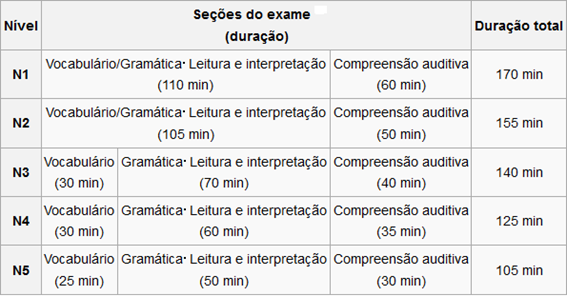 Nível
Seções do exame
(duração)
Duração total
N1
Vocabulário/Gramática· Leitura e interpretação
(110 min)
Compreensão auditiva
(60 min)
170 min
N2
Vocabulário/Gramática· Leitura e interpretação
(105 min)
Compreensão auditiva
(50 min)
155 min
N3
Vocabulário
(30 min)
Gramática· Leitura e interpretação
(70 min)
Compreensão auditiva
(40 min)
140 min
N4
Vocabulário
(30 min)
Gramática· Leitura e interpretação
(60 min)
Compreensão auditiva
(35 min)
125 min
N5
Vocabulário
(25 min)
Gramática· Leitura e interpretação
(50 min)
Compreensão auditiva
(30 min)
105 min